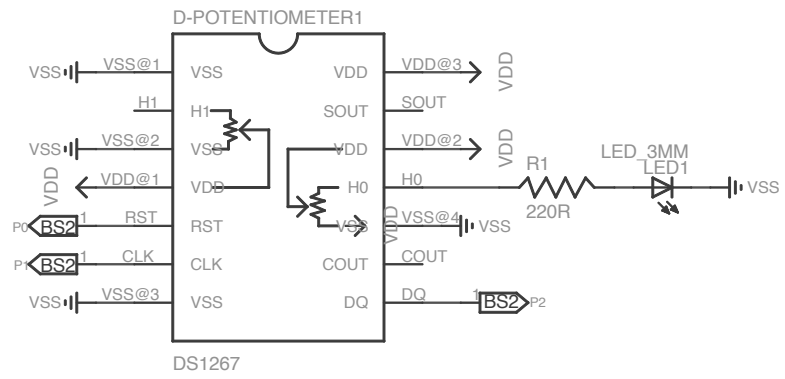 D-POTENTIOMETER1
VSS VSS@1 VSS VDD VDD@3 VDD
H1 H1 SOUT SOUT
VSS VSS@2 VSS VDD VDD@2 VDD
VDD VDD@1 VDD H0 H0 R1 220R LED_3MM LED1 VSS
P0 BS2 1 RST RST VSS VDD VSS@4 VSS
P1 BS2 1 CLK CLK COUT COUT
VSS VSS@3 VSS DQ DQ 1 BS2 P2
DS1267